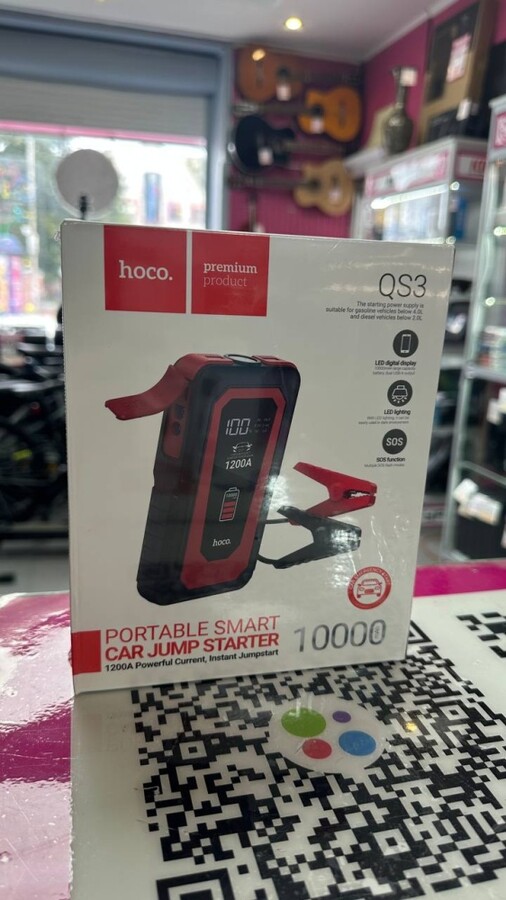 hoco.
premium
product
QS3
The starting power supply is
suitable for gasoline vehicles below 4.0L
and diesel vehicles below 2.0L
LED digital display
LED lighting
SOS
SOS function
100
1200A
hoco.
PORTABLE SMART
CAR JUMP STARTER
1200A Powerful Current, Instant Jumpstart
10000